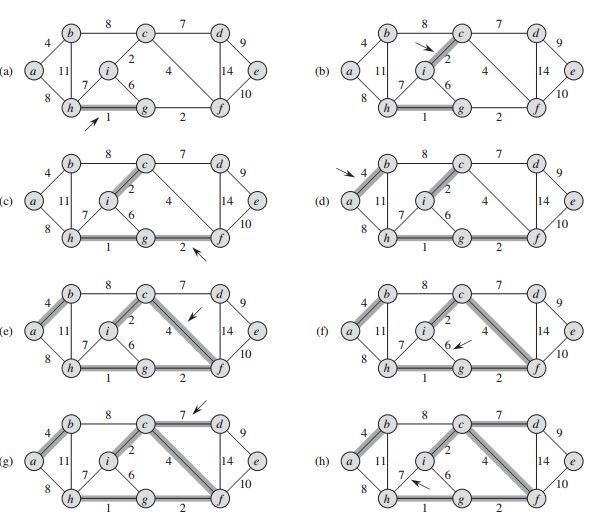 8 7
b c d
4 2 9
(a) a 11 i 4 14 e
8 7 6 10
h g f
1 2
8 7
b c d
4 2 9
(b) a 11 i 4 14 e
8 7 6 10
h g f
1 2
8 7
b c d
4 2 9
(c) a 11 i 4 14 e
8 7 6 10
h g f
1 2
8 7
b c d
4 2 9
(d) a 11 i 4 14 e
8 7 6 10
h g f
1 2
8 7
b c d
4 2 9
(e) a 11 i 4 14 e
8 7 6 10
h g f
1 2
8 7
b c d
4 2 9
(f) a 11 i 4 14 e
8 7 6 10
h g f
1 2
8 7
b c d
4 2 9
(g) a 11 i 4 14 e
8 7 6 10
h g f
1 2
8 7
b c d
4 2 9
(h) a 11 i 4 14 e
8 7 6 10
h g f
1 2